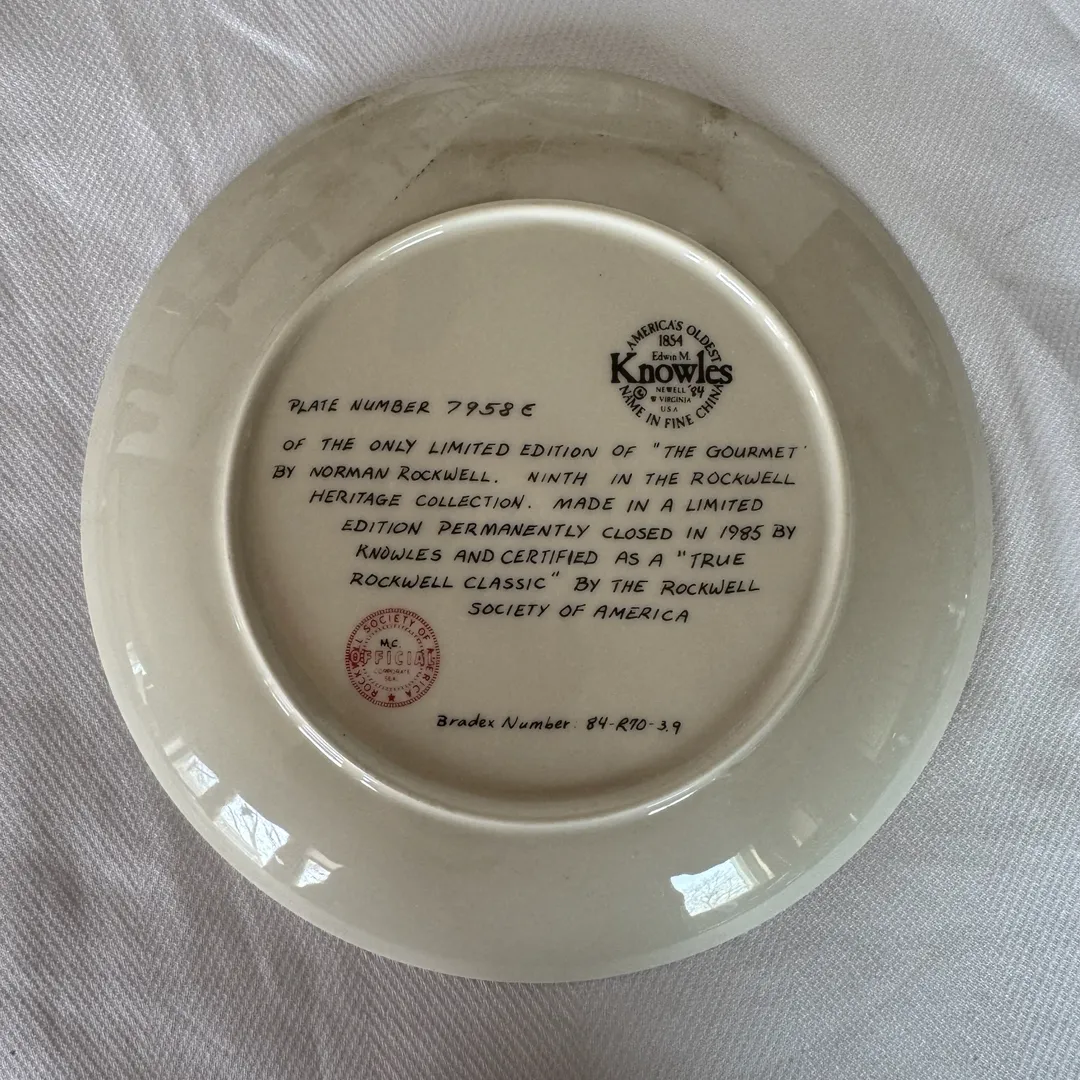 AMERICA'S OLDEST
1854
Edwin M.
Knowles
© NEWELL '84
W VIRGINIA
U.S.A
NAME IN FINE CHINA
PLATE NUMBER 7958 E
OF THE ONLY LIMITED EDITION OF "THE GOURMET'
BY NORMAN ROCKWELL. NINTH IN THE ROCKWELL
HERITAGE COLLECTION. MADE IN A LIMITED
EDITION PERMANENTLY CLOSED IN 1985 BY
KNOWLES AND CERTIFIED AS A "TRUE
ROCKWELL CLASSIC" BY THE ROCKWELL
SOCIETY OF AMERICA
ROCKWELL SOCIETY OF AMERICA
M.C.
OFFICIAL
CORPORATE
SEAL
Bradex Number: 84-R70-3.9